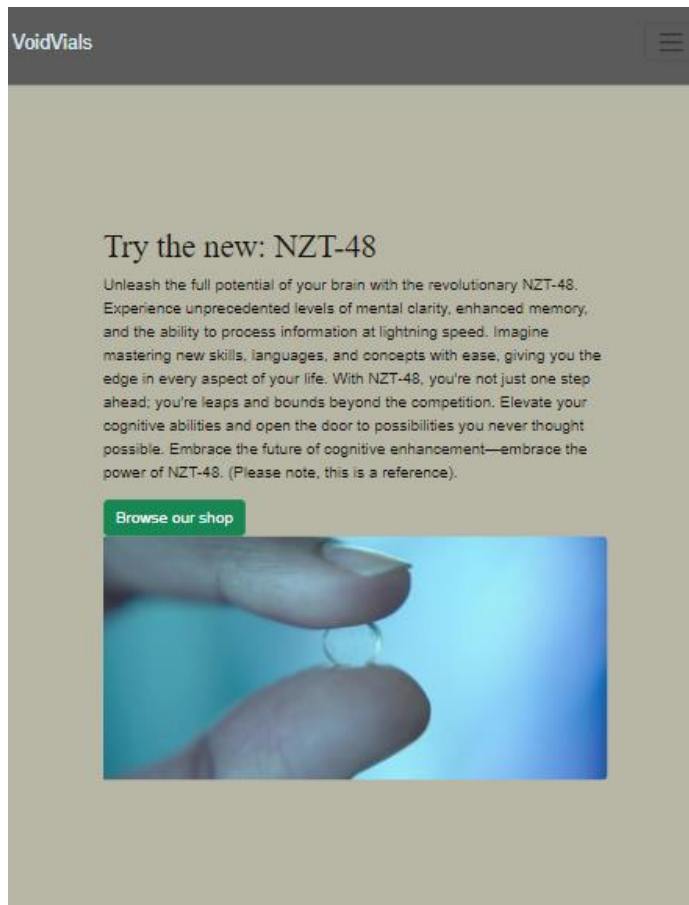 VoidVials
Try the new: NZT-48
Unleash the full potential of your brain with the revolutionary NZT-48.
Experience unprecedented levels of mental clarity, enhanced memory,
and the ability to process information at lightning speed. Imagine
mastering new skills, languages, and concepts with ease, giving you the
edge in every aspect of your life. With NZT-48, you're not just one step
ahead; you're leaps and bounds beyond the competition. Elevate your
cognitive abilities and open the door to possibilities you never thought
possible. Embrace the future of cognitive enhancement—embrace the
power of NZT-48. (Please note, this is a reference).
Browse our shop